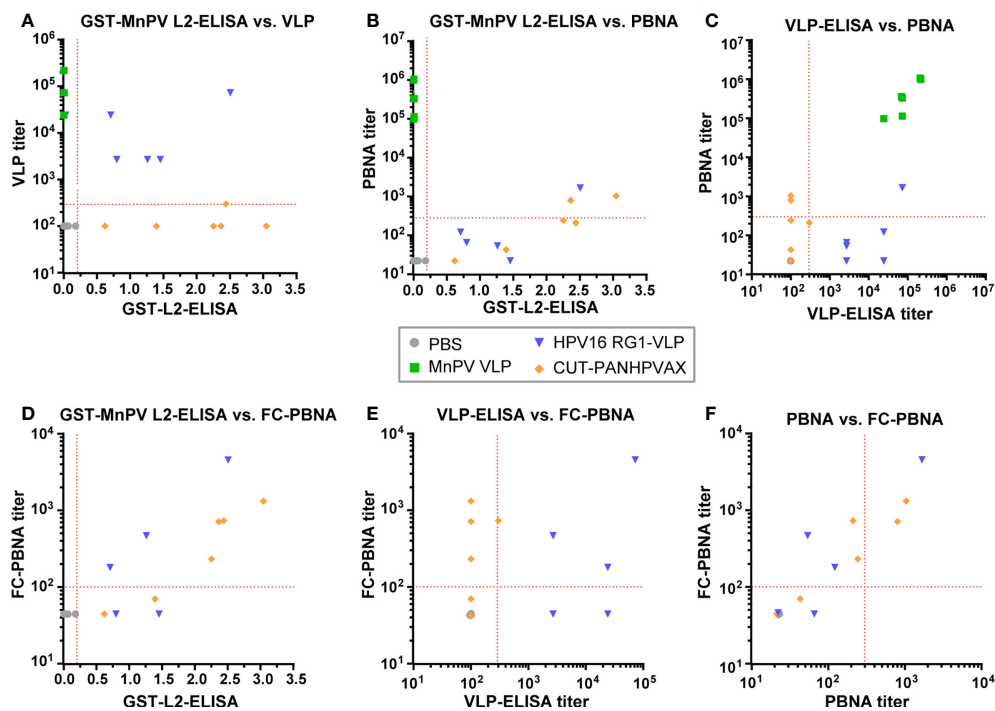 A
GST-MnPV L2-ELISA vs. VLP
10⁶
10⁵
10⁴
10³
10²
10¹
VLP titer
0.0 0.5 1.0 1.5 2.0 2.5 3.0 3.5
GST-L2-ELISA
B
GST-MnPV L2-ELISA vs. PBNA
10⁷
10⁶
10⁵
10⁴
10³
10²
10¹
PBNA titer
0.0 0.5 1.0 1.5 2.0 2.5 3.0 3.5
GST-L2-ELISA
C
VLP-ELISA vs. PBNA
10⁷
10⁶
10⁵
10⁴
10³
10²
10¹
PBNA titer
10¹ 10² 10³ 10⁴ 10⁵ 10⁶ 10⁷
VLP-ELISA titer
PBS
HPV16 RG1-VLP
MnPV VLP
CUT-PANHPVAX
D
GST-MnPV L2-ELISA vs. FC-PBNA
10⁴
10³
10²
10¹
FC-PBNA titer
0.0 0.5 1.0 1.5 2.0 2.5 3.0 3.5
GST-L2-ELISA
E
VLP-ELISA vs. FC-PBNA
10⁴
10³
10²
10¹
FC-PBNA titer
10¹ 10² 10³ 10⁴ 10⁵
VLP-ELISA titer
F
PBNA vs. FC-PBNA
10⁴
10³
10²
10¹
FC-PBNA titer
10¹ 10² 10³ 10⁴
PBNA titer